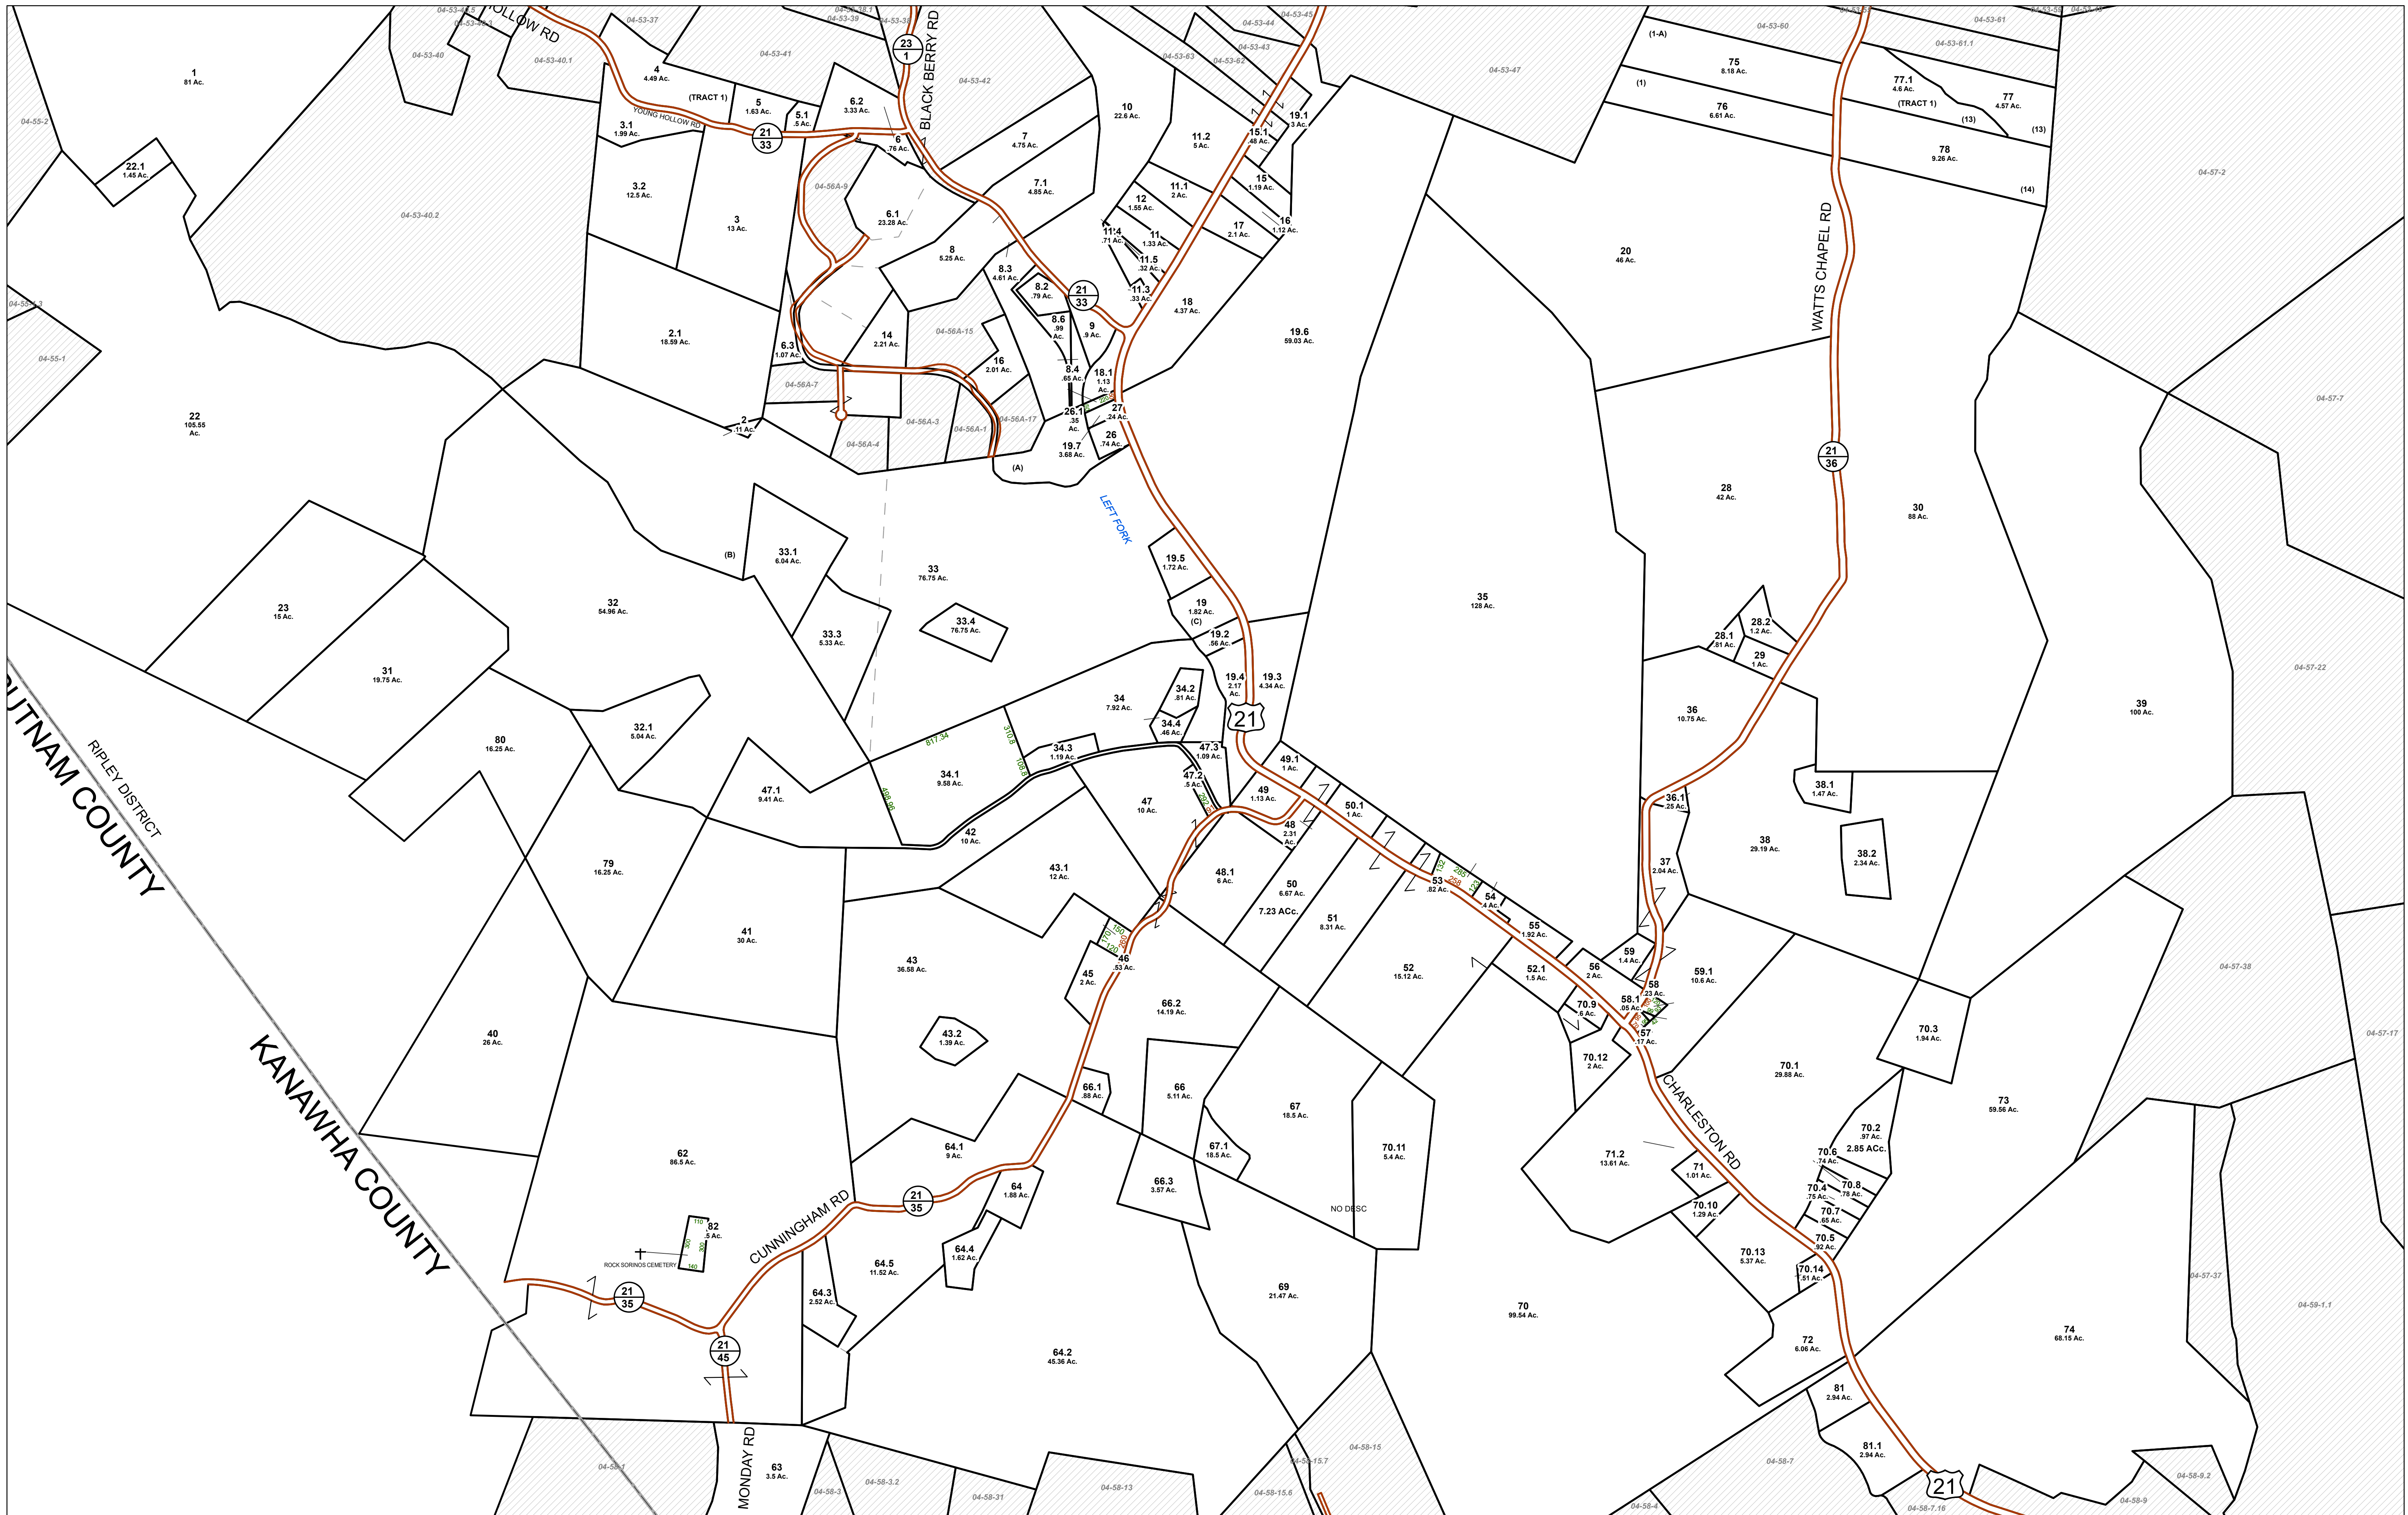 04-53-37
04-53-39
04-53-44
04-53-45
04-53-60
04-53-61
HOLLOW RD
BLACK BERRY RD
23
1
04-53-40
04-53-40.1
04-53-41
04-53-42
04-53-63
04-53-62
04-53-43
04-53-47
(1-A)
04-53-61.1
1
81 Ac.
4
4.49 Ac.
(TRACT 1)
5
1.63 Ac.
5.1
.5 Ac.
6.2
3.33 Ac.
75
8.18 Ac.
77.1
4.6 Ac.
(TRACT 1)
77
4.57 Ac.
(1)
(13)
(13)
76
6.61 Ac.
04-55-2
YOUNG HOLLOW RD
3.1
1.99 Ac.
21
33
6
.76 Ac.
7
4.75 Ac.
10
22.6 Ac.
11.2
5 Ac.
15.1
.48 Ac.
19.1
3 Ac.
78
9.26 Ac.
(14)
04-57-2
22.1
1.45 Ac.
3.2
12.5 Ac.
04-56A-9
7.1
4.85 Ac.
11.1
2 Ac.
15
1.19 Ac.
12
1.55 Ac.
04-53-40.2
3
13 Ac.
6.1
23.28 Ac.
11.4
.71 Ac.
11
1.33 Ac.
17
2.1 Ac.
16
1.12 Ac.
WATTS CHAPEL RD
8
5.25 Ac.
8.3
4.61 Ac.
11.5
.32 Ac.
20
46 Ac.
8.2
.79 Ac.
21
33
11.3
.33 Ac.
18
4.37 Ac.
04-55-1
2.1
18.59 Ac.
6.3
1.07 Ac.
14
2.21 Ac.
04-56A-15
8.6
.99
Ac.
9
.9 Ac.
19.6
59.03 Ac.
16
2.01 Ac.
8.4
.65 Ac.
18.1
1.13
Ac.
04-56A-7
04-57-7
22
105.55
Ac.
2
.11 Ac.
04-56A-4
04-56A-3
04-56A-1
04-56A-17
26.1
.35
Ac.
27
.24 Ac.
26
.74 Ac.
19.7
3.68 Ac.
(A)
21
36
28
42 Ac.
30
88 Ac.
LEFT FORK
(B)
33.1
6.04 Ac.
33
76.75 Ac.
19.5
1.72 Ac.
23
15 Ac.
32
54.96 Ac.
33.3
5.33 Ac.
33.4
76.75 Ac.
19
1.82 Ac.
(C)
19.2
.56 Ac.
35
128 Ac.
28.2
1.2 Ac.
28.1
.81 Ac.
29
1 Ac.
04-57-22
31
19.75 Ac.
34.2
.81 Ac.
19.4
2.17
Ac.
19.3
4.34 Ac.
34
7.92 Ac.
36
10.75 Ac.
39
100 Ac.
PUTNAM COUNTY
RIPLEY DISTRICT
80
16.25 Ac.
32.1
5.04 Ac.
817.34
310.8
108.8
34.4
.46 Ac.
21
34.3
1.19 Ac.
47.3
1.09 Ac.
34.1
9.58 Ac.
498.96
47.1
9.41 Ac.
47.2
.5 Ac.
292
49.1
1 Ac.
49
1.13 Ac.
38.1
1.47 Ac.
36.1
.25 Ac.
47
10 Ac.
50.1
1 Ac.
42
10 Ac.
48
2.31
Ac.
38
29.19 Ac.
38.2
2.34 Ac.
79
16.25 Ac.
43.1
12 Ac.
48.1
6 Ac.
37
2.04 Ac.
50
6.67 Ac.
7.23 ACc.
132
285
123
258
53
.82 Ac.
54
.4 Ac.
51
8.31 Ac.
55
1.92 Ac.
41
30 Ac.
150
170
120
260
46
.53 Ac.
43
36.58 Ac.
45
2 Ac.
52
15.12 Ac.
52.1
1.5 Ac.
56
2 Ac.
59
1.4 Ac.
59.1
10.6 Ac.
04-57-38
58
.23 Ac.
58.1
.05 Ac.
66.2
14.19 Ac.
70.9
.6 Ac.
57
.17 Ac.
40
26 Ac.
43.2
1.39 Ac.
70.3
1.94 Ac.
04-57-17
70.12
2 Ac.
70.1
29.88 Ac.
KANAWHA COUNTY
66.1
.88 Ac.
66
5.11 Ac.
67
18.5 Ac.
CHARLESTON RD
73
59.56 Ac.
62
86.5 Ac.
64.1
9 Ac.
67.1
18.5 Ac.
70.11
5.4 Ac.
71.2
13.61 Ac.
71
1.01 Ac.
70.2
.97 Ac.
2.85 ACc.
70.6
.74 Ac.
CUNNINGHAM RD
21
35
64
1.88 Ac.
66.3
3.57 Ac.
NO DESC
70.10
1.29 Ac.
70.4
.75 Ac.
70.8
.78 Ac.
70.7
.65 Ac.
110
300
300
140
82
.5 Ac.
ROCK SORINOS CEMETERY
64.4
1.62 Ac.
64.5
11.52 Ac.
70.13
5.37 Ac.
70.5
.92 Ac.
70.14
.51 Ac.
04-57-37
21
35
64.3
2.52 Ac.
69
21.47 Ac.
70
99.54 Ac.
04-59-1.1
21
45
64.2
45.36 Ac.
72
6.06 Ac.
74
68.15 Ac.
81
2.94 Ac.
MONDAY RD
04-58-1
63
3.5 Ac.
04-58-3
04-58-3.2
04-58-31
04-58-13
04-58-15
04-58-15.7
04-58-15.6
04-58-7
81.1
2.94 Ac.
21
04-58-4
04-58-7.16
04-58-9
04-58-9.2